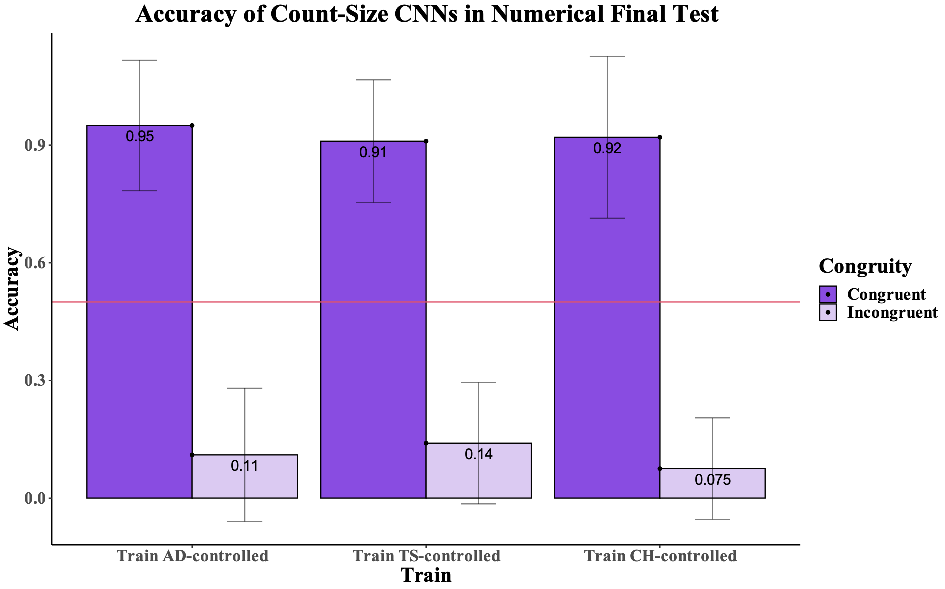 Accuracy of Count-Size CNNs in Numerical Final Test
Accuracy
0.9
0.6
0.3
0.0
0.95
0.11
0.91
0.14
0.92
0.075
Train AD-controlled
Train TS-controlled
Train CH-controlled
Train
Congruity
Congruent
Incongruent